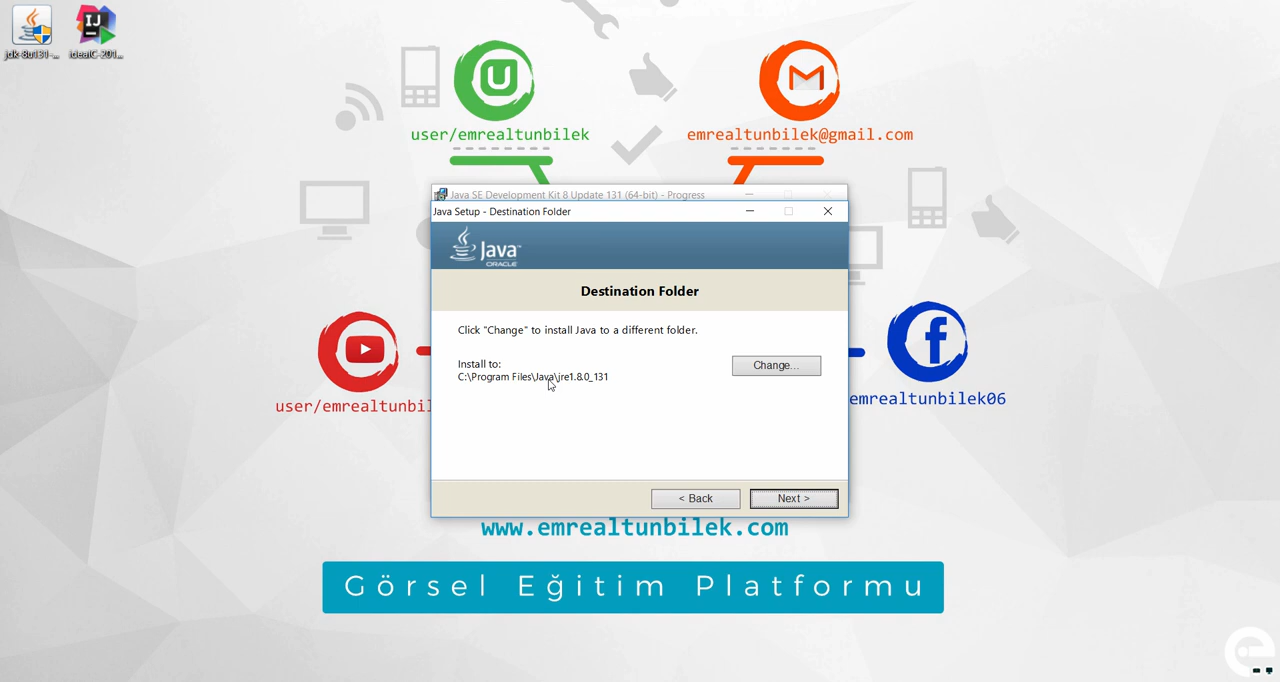 jdk-8u131-...
ideaIC-201...
user/emrealtunbilek
emrealtunbilek@gmail.com
Java SE Development Kit 8 Update 131 (64-bit) - Progress
Java Setup - Destination Folder
Java™
ORACLE
Destination Folder
Click "Change" to install Java to a different folder.
Install to:
Change...
C:\Program Files\Java\jre1.8.0_131
user/emrealtunbil
emrealtunbilek06
< Back
Next >
www.emrealtunbilek.com
Görsel Eğitim Platformu